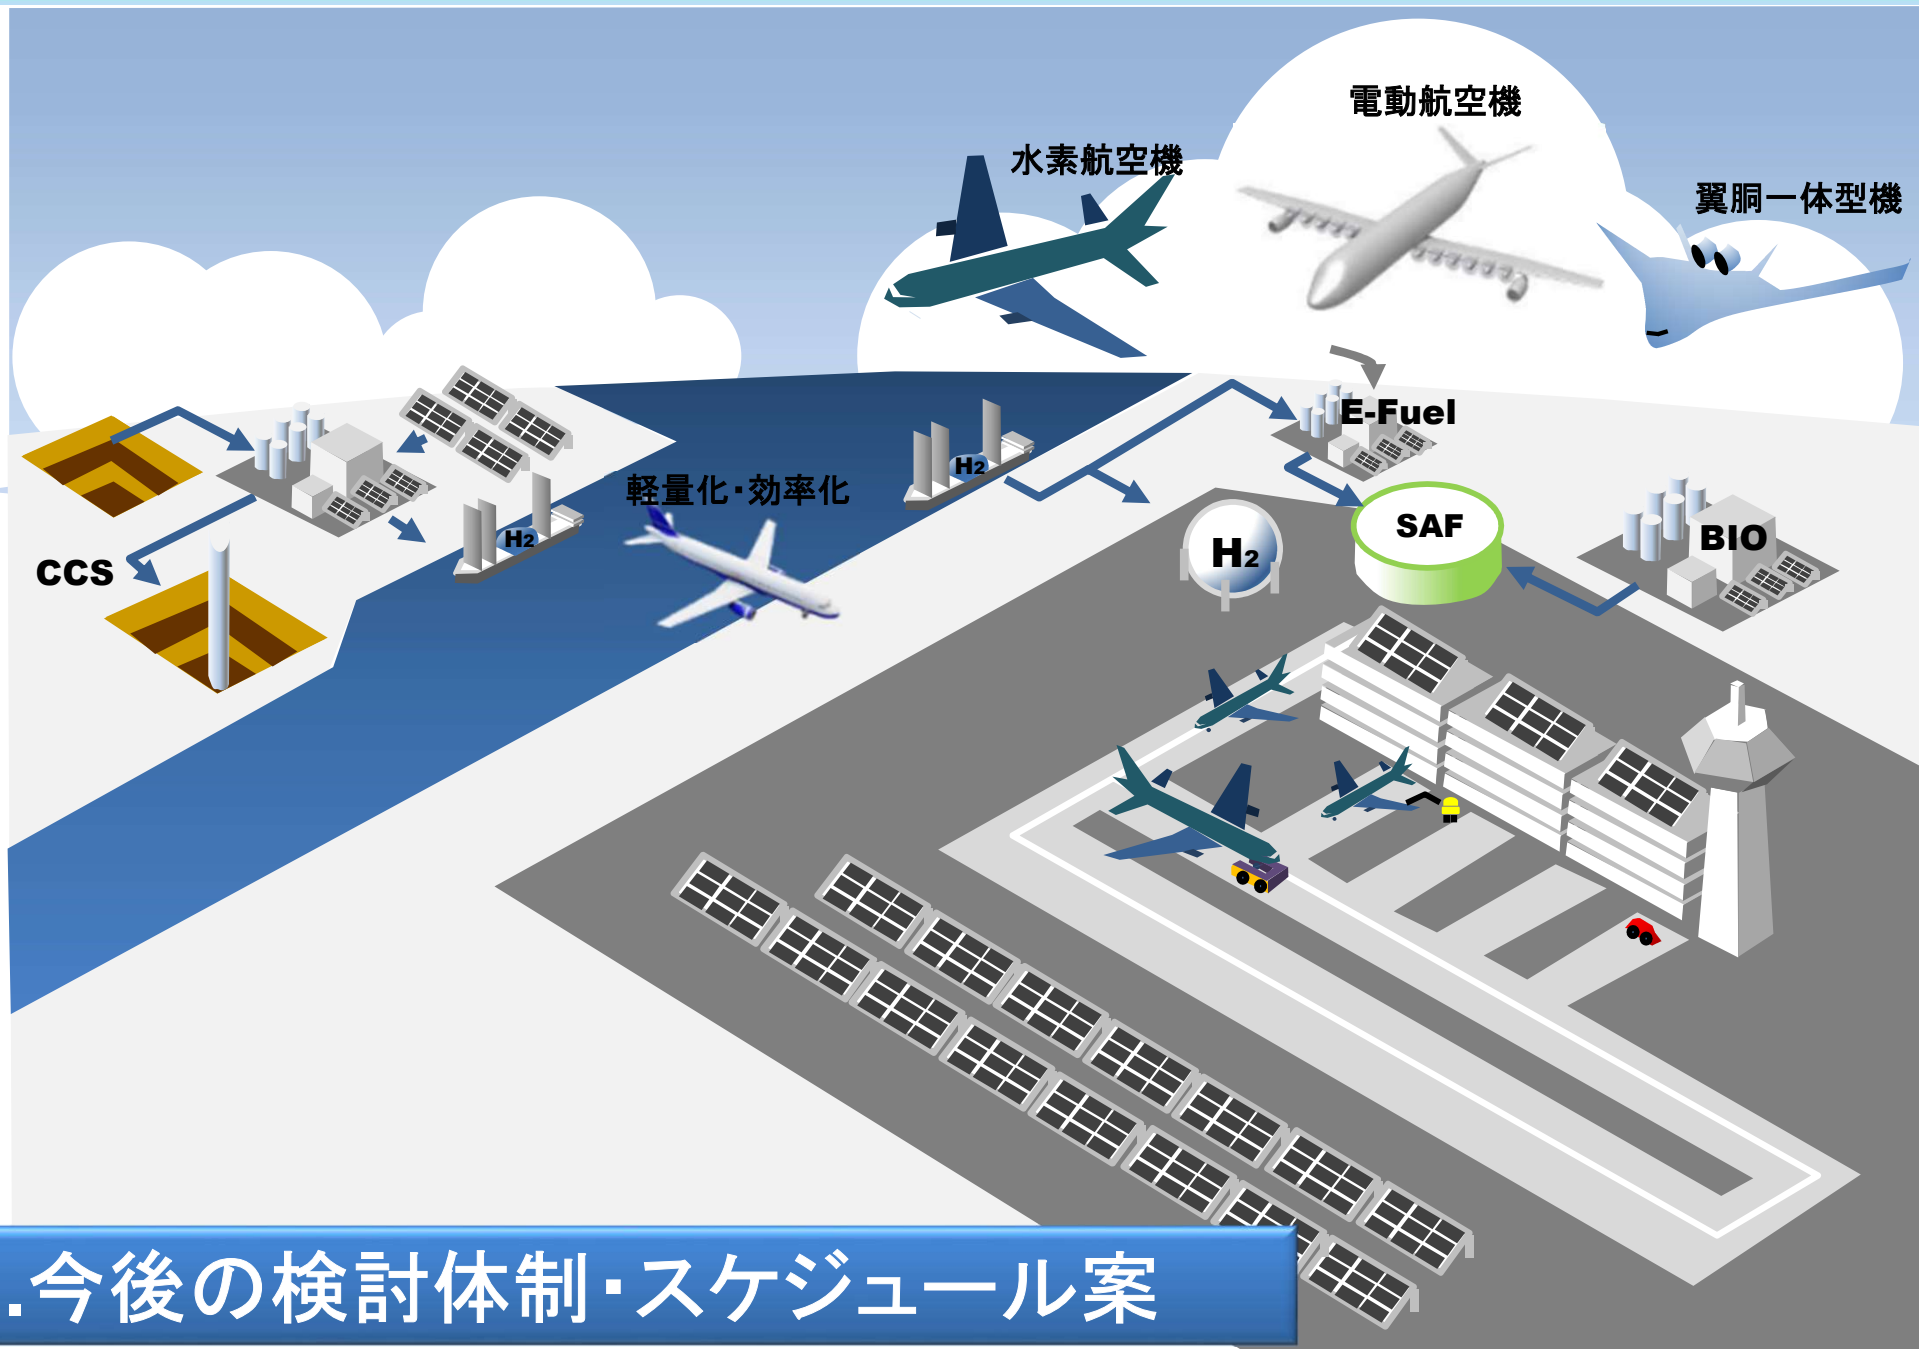 電動航空機
水素航空機
翼胴一体型機
E-Fuel
H2
軽量化・効率化
SAF
H2
BIO
H2
CCS
.今後の検討体制・スケジュール案